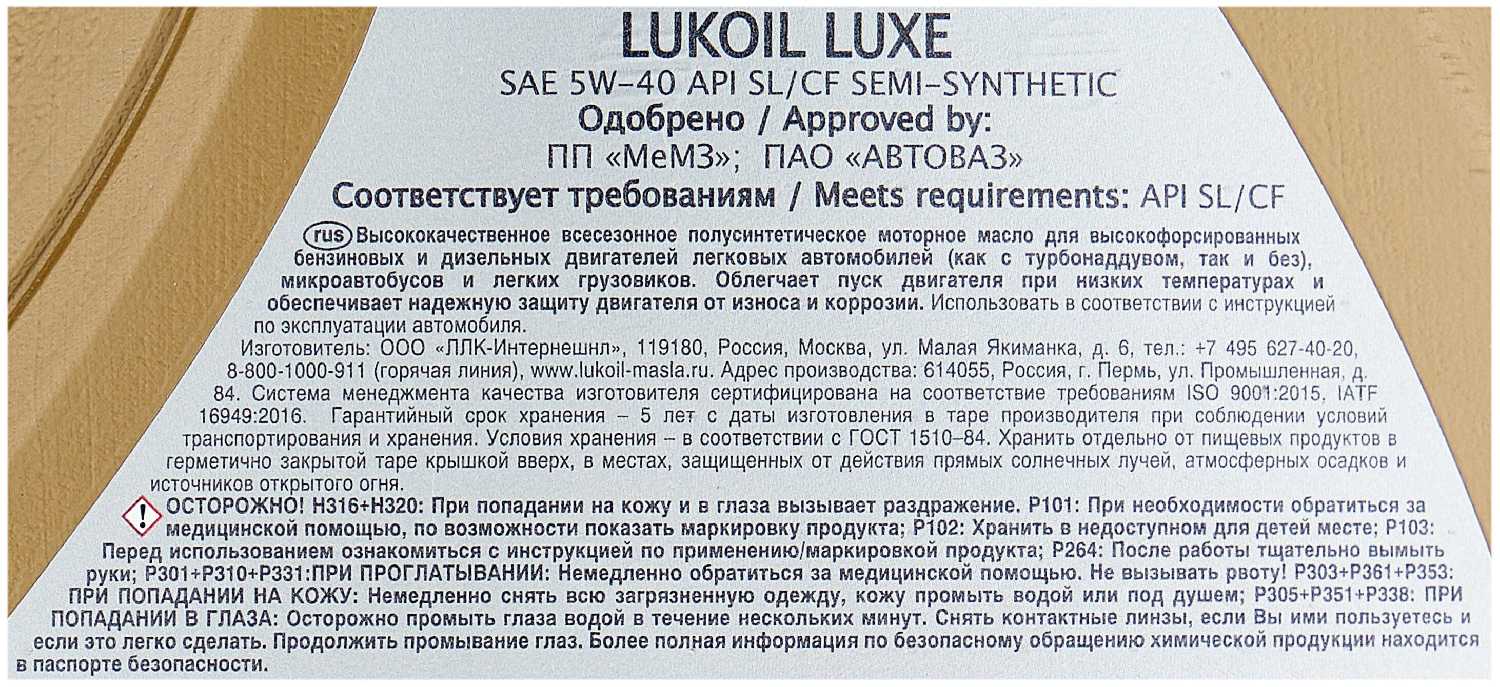 LUKOIL LUXE
SAE 5W–40 API SL/CF SEMI–SYNTHETIC
Одобрено / Approved by:
ПП «МеМЗ»; ПАО «АВТОВАЗ»
Соответствует требованиям / Meets requirements: API SL/CF
rus Высококачественное всесезонное полусинтетическое моторное масло для высокофорсированных
бензиновых и дизельных двигателей легковых автомобилей (как с турбонаддувом, так и без),
микроавтобусов и легких грузовиков. Облегчает пуск двигателя при низких температурах и
обеспечивает надежную защиту двигателя от износа и коррозии. Использовать в соответствии с инструкцией
по эксплуатации автомобиля.
Изготовитель: ООО «ЛЛК-Интернешнл», 119180, Россия, Москва, ул. Малая Якиманка, д. 6, тел.: +7 495 627-40-20,
8-800-1000-911 (горячая линия), www.lukoil-masla.ru. Адрес производства: 614055, Россия, г. Пермь, ул. Промышленная, д.
84. Система менеджмента качества изготовителя сертифицирована на соответствие требованиям ISO 9001:2015, IATF
16949:2016. Гарантийный срок хранения – 5 лет с даты изготовления в таре производителя при соблюдении условий
транспортирования и хранения. Условия хранения – в соответствии с ГОСТ 1510–84. Хранить отдельно от пищевых продуктов в
герметично закрытой таре крышкой вверх, в местах, защищенных от действия прямых солнечных лучей, атмосферных осадков и
источников открытого огня.
ОСТОРОЖНО! H316+H320: При попадании на кожу и в глаза вызывает раздражение. P101: При необходимости обратиться за
медицинской помощью, по возможности показать маркировку продукта; P102: Хранить в недоступном для детей месте; P103:
Перед использованием ознакомиться с инструкцией по применению/маркировкой продукта; P264: После работы тщательно вымыть
руки; P301+P310+P331:ПРИ ПРОГЛАТЫВАНИИ: Немедленно обратиться за медицинской помощью. Не вызывать рвоту! P303+P361+P353:
ПРИ ПОПАДАНИИ НА КОЖУ: Немедленно снять всю загрязненную одежду, кожу промыть водой или под душем; P305+P351+P338: ПРИ
ПОПАДАНИИ В ГЛАЗА: Осторожно промыть глаза водой в течение нескольких минут. Снять контактные линзы, если Вы ими пользуетесь и
если это легко сделать. Продолжить промывание глаз. Более полная информация по безопасному обращению химической продукции находится
в паспорте безопасности.